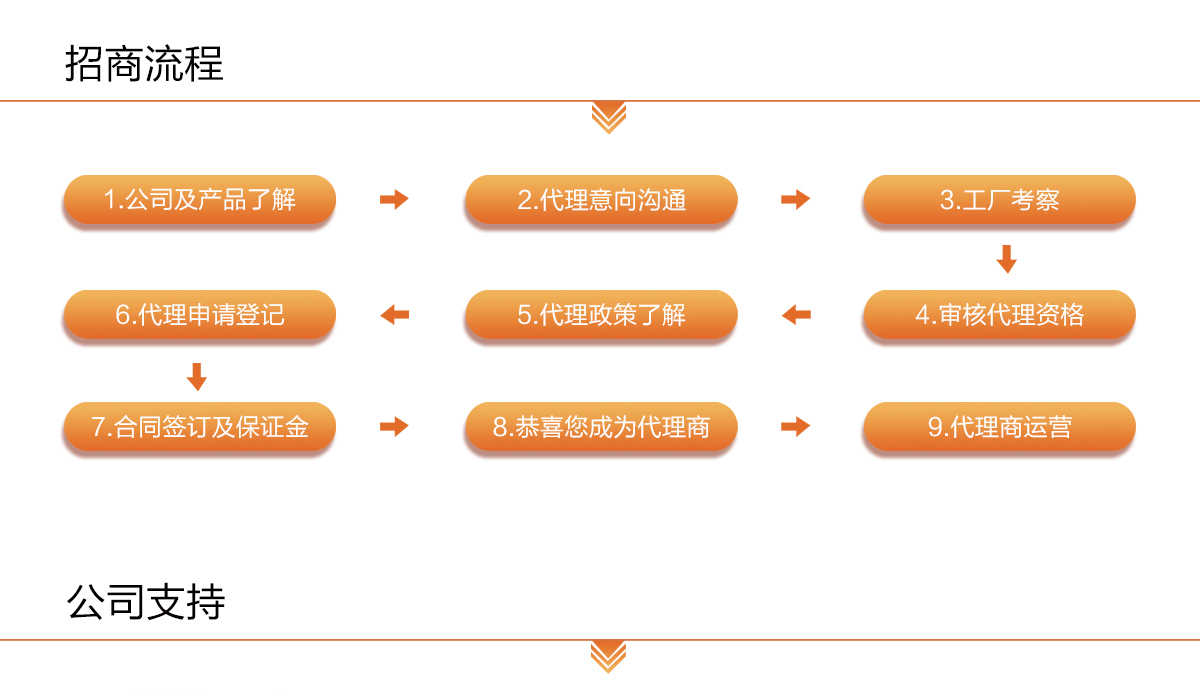 招商流程
1.公司及产品了解
2.代理意向沟通
3.工厂考察
4.审核代理资格
5.代理政策了解
6.代理申请登记
7.合同签订及保证金
8.恭喜您成为代理商
9.代理商运营
公司支持